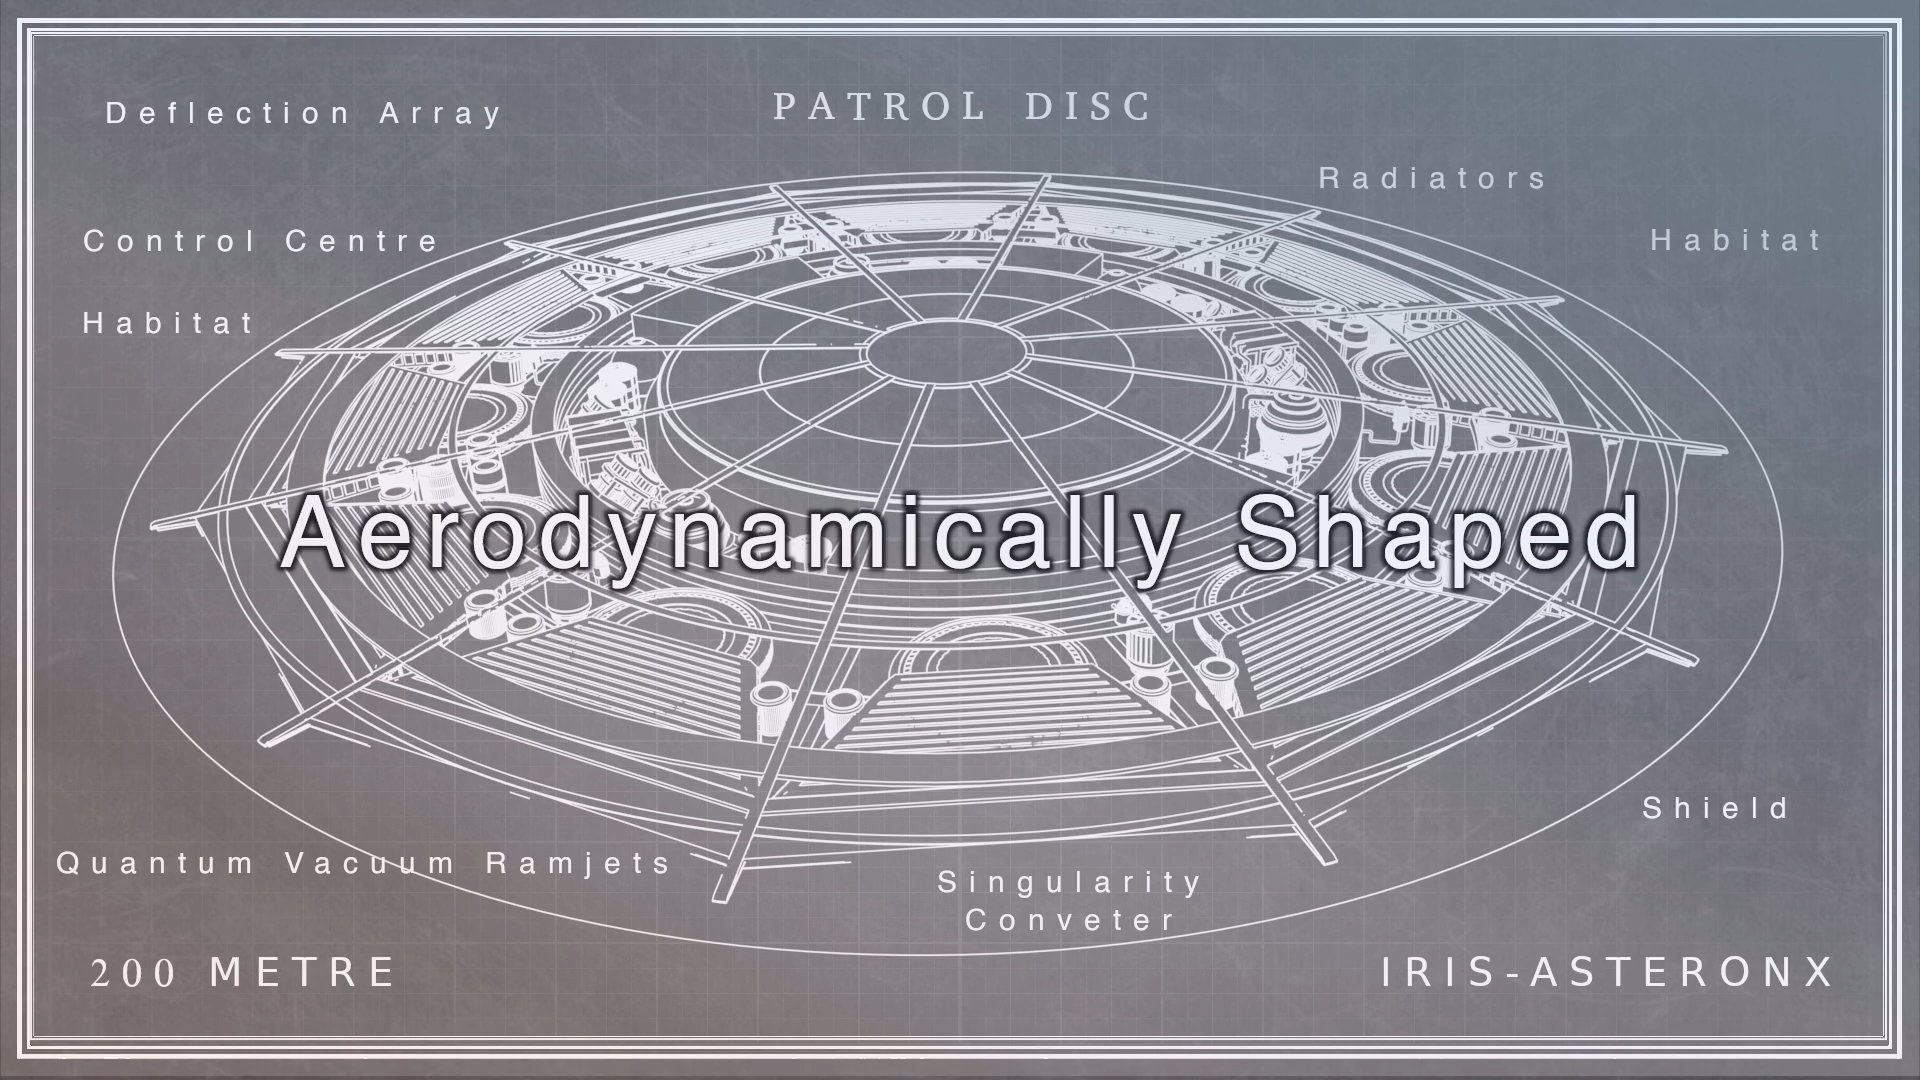 Deflection Array
PATROL DISC
Radiators
Control Centre
Habitat
Habitat
Aerodynamically Shaped
Shield
Quantum Vacuum Ramjets
Singularity
Conveter
200 METRE
IRIS-ASTERONX